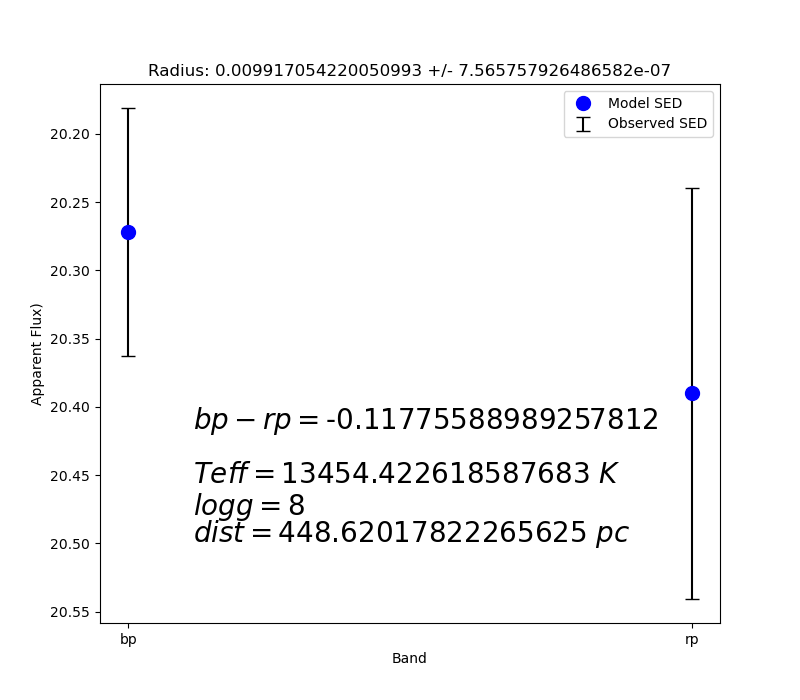 Radius: 0.009917054220050993 +/- 7.565757926486582e-07
Model SED
Observed SED
20.20
20.25
20.30
20.35
20.40
20.45
20.50
20.55
Apparent Flux)
bp − rp = -0.11775588989257812
Teff = 13454.422618587683 K
logg = 8
dist = 448.62017822265625 pc
bp
rp
Band